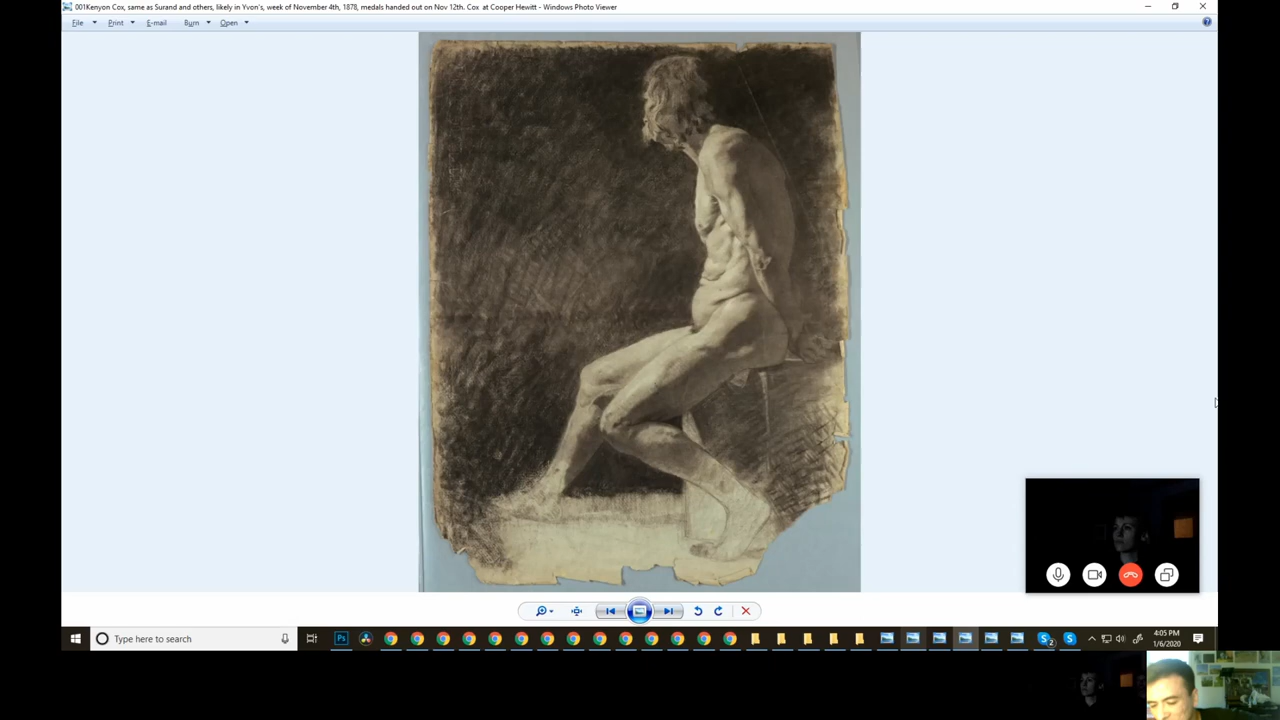 001Kenyon Cox, same as Surand and others, likely in Yvon's, week of November 4th, 1878, medals handed out on Nov 12th. Cox  at Cooper Hewitt - Windows Photo Viewer
File Print E-mail Burn Open
Ps
2
Type here to search
4:05 PM
1/6/2020